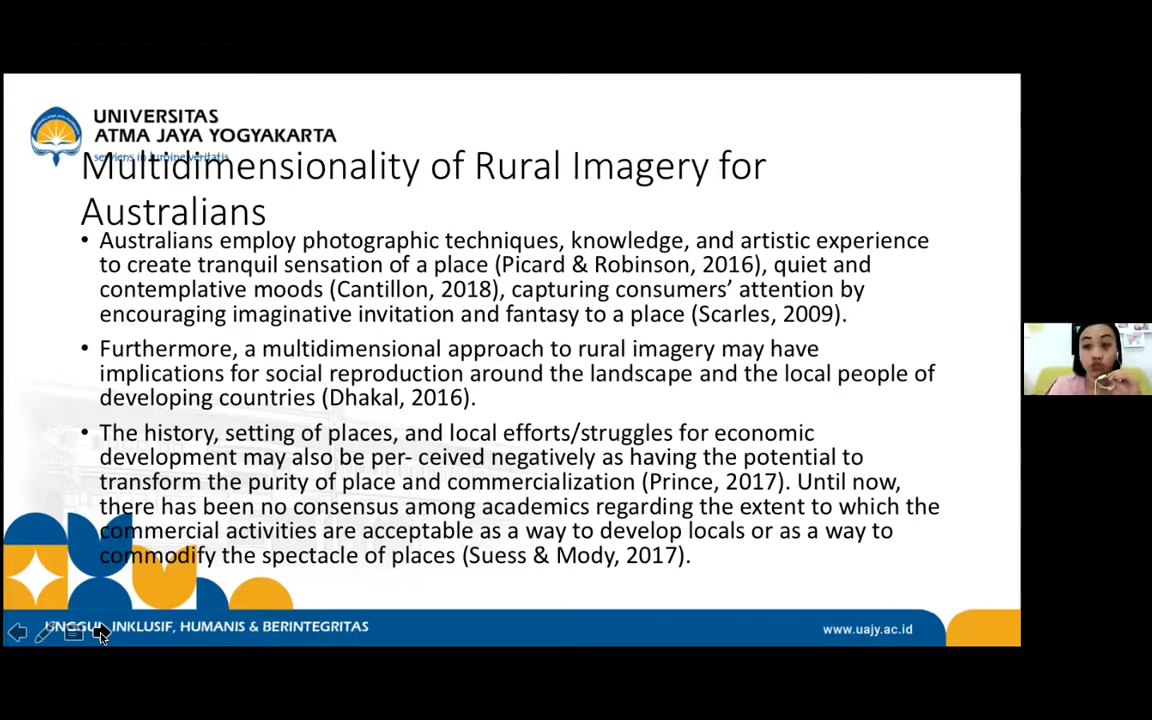 UNIVERSITAS
ATMA JAYA YOGYAKARTA
serviens in lumine veritatis
Multidimensionality of Rural Imagery for
Australians
• Australians employ photographic techniques, knowledge, and artistic experience
to create tranquil sensation of a place (Picard & Robinson, 2016), quiet and
contemplative moods (Cantillon, 2018), capturing consumers’ attention by
encouraging imaginative invitation and fantasy to a place (Scarles, 2009).
• Furthermore, a multidimensional approach to rural imagery may have
implications for social reproduction around the landscape and the local people of
developing countries (Dhakal, 2016).
• The history, setting of places, and local efforts/struggles for economic
development may also be per- ceived negatively as having the potential to
transform the purity of place and commercialization (Prince, 2017). Until now,
there has been no consensus among academics regarding the extent to which the
commercial activities are acceptable as a way to develop locals or as a way to
commodify the spectacle of places (Suess & Mody, 2017).
UNGGUL, INKLUSIF, HUMANIS & BERINTEGRITAS
www.uajy.ac.id